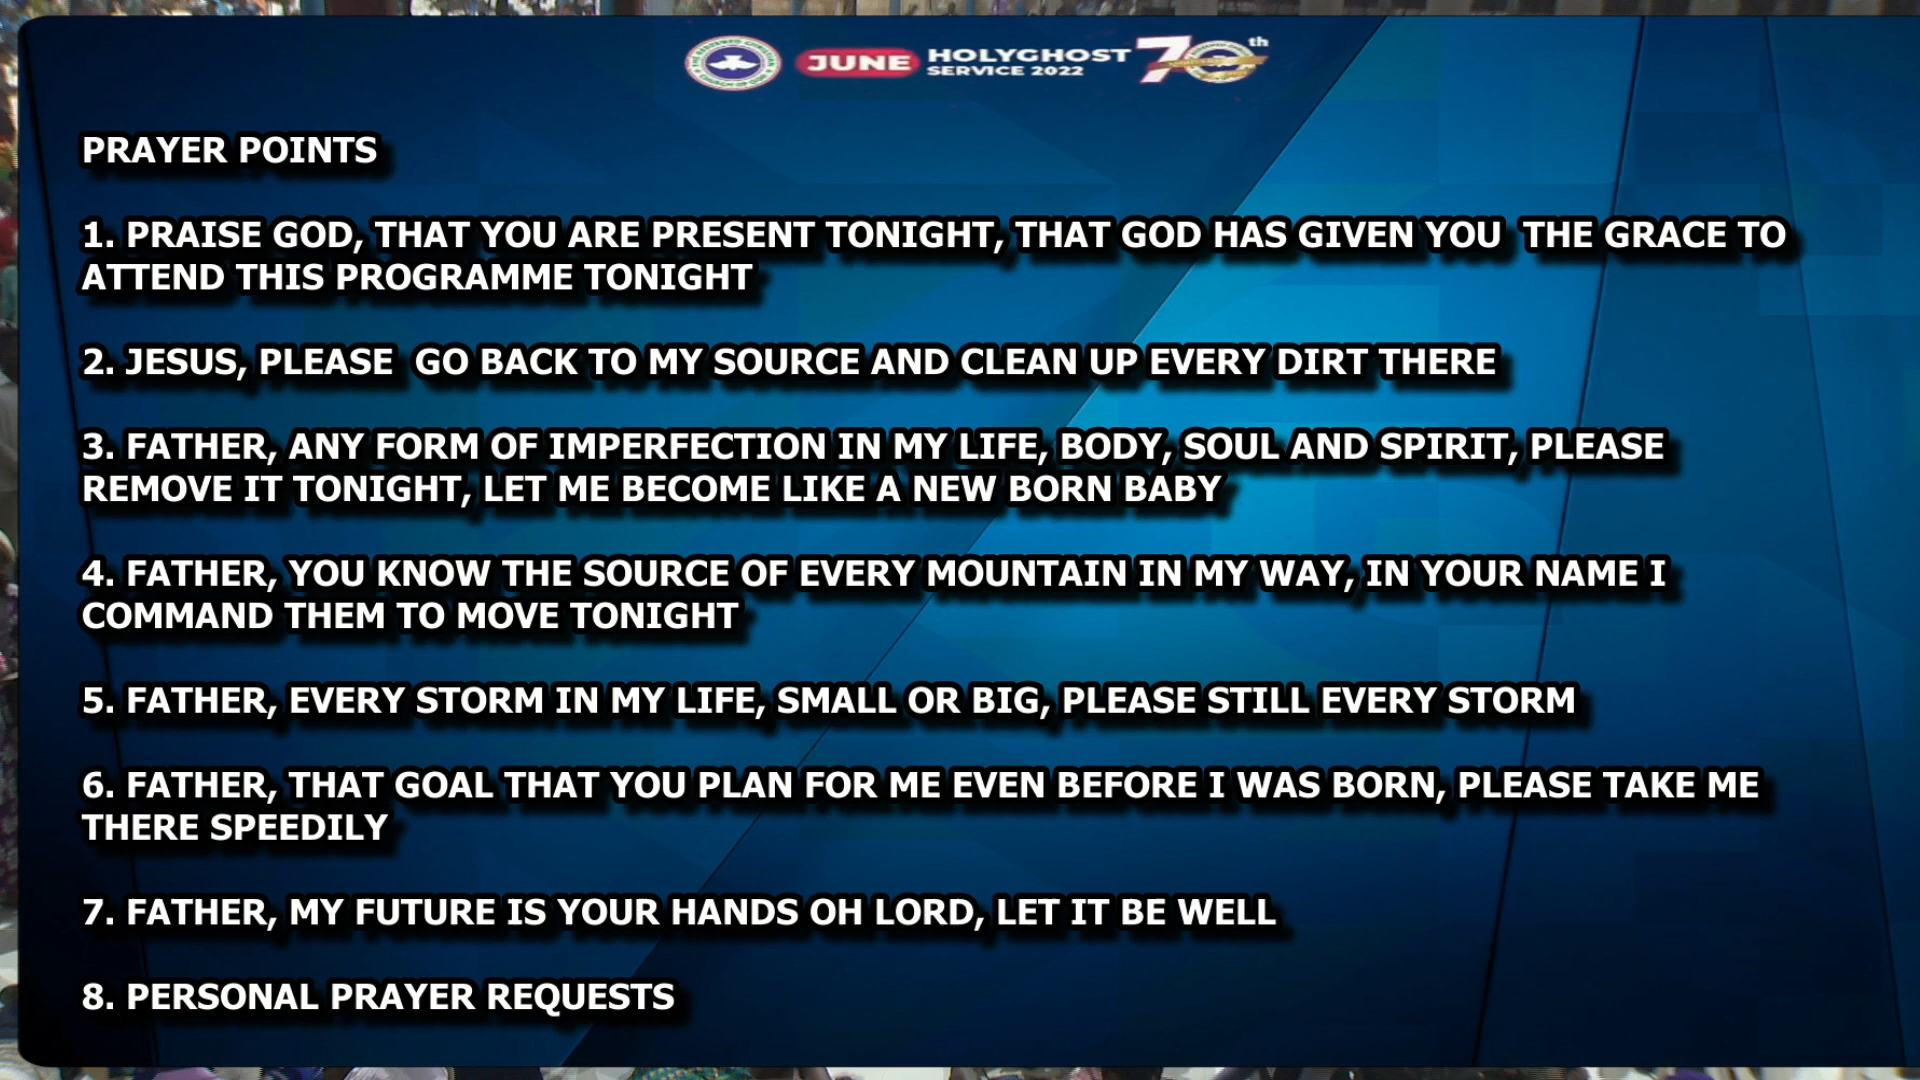 JUNE HOLYGHOST 70th
SERVICE 2022
PRAYER POINTS
1. PRAISE GOD, THAT YOU ARE PRESENT TONIGHT, THAT GOD HAS GIVEN YOU  THE GRACE TO
ATTEND THIS PROGRAMME TONIGHT
2. JESUS, PLEASE  GO BACK TO MY SOURCE AND CLEAN UP EVERY DIRT THERE
3. FATHER, ANY FORM OF IMPERFECTION IN MY LIFE, BODY, SOUL AND SPIRIT, PLEASE
REMOVE IT TONIGHT, LET ME BECOME LIKE A NEW BORN BABY
4. FATHER, YOU KNOW THE SOURCE OF EVERY MOUNTAIN IN MY WAY, IN YOUR NAME I
COMMAND THEM TO MOVE TONIGHT
5. FATHER, EVERY STORM IN MY LIFE, SMALL OR BIG, PLEASE STILL EVERY STORM
6. FATHER, THAT GOAL THAT YOU PLAN FOR ME EVEN BEFORE I WAS BORN, PLEASE TAKE ME
THERE SPEEDILY
7. FATHER, MY FUTURE IS YOUR HANDS OH LORD, LET IT BE WELL
8. PERSONAL PRAYER REQUESTS